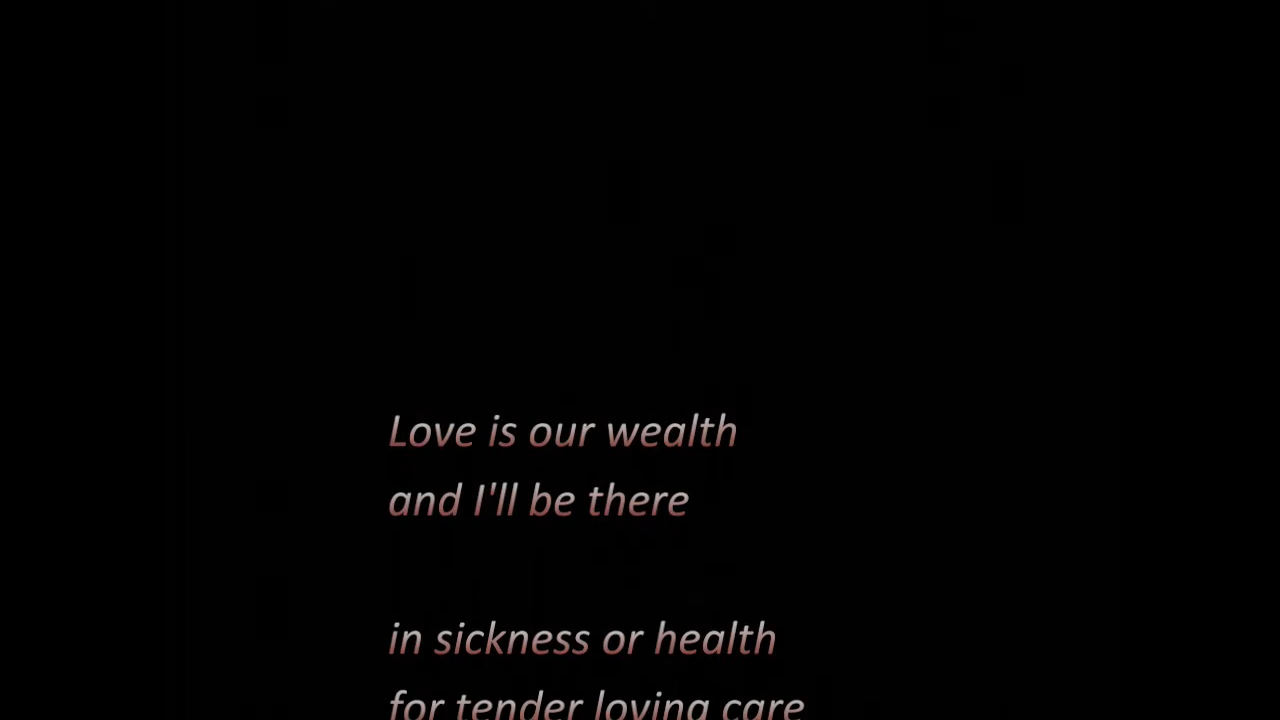 Love is our wealth
and I'll be there
in sickness or health
for tender loving care